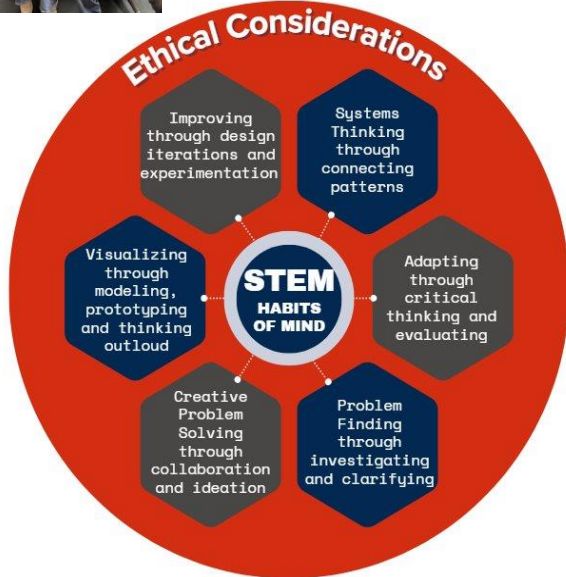 Ethical Considerations
Improving
through design
iterations and
experimentation
Systems
Thinking
through
connecting
patterns
Visualizing
through
modeling,
prototyping
and thinking
outloud
STEM
HABITS
OF MIND
Adapting
through
critical
thinking and
evaluating
Creative
Problem
Solving
through
collaboration
and ideation
Problem
Finding
through
investigating
and clarifying